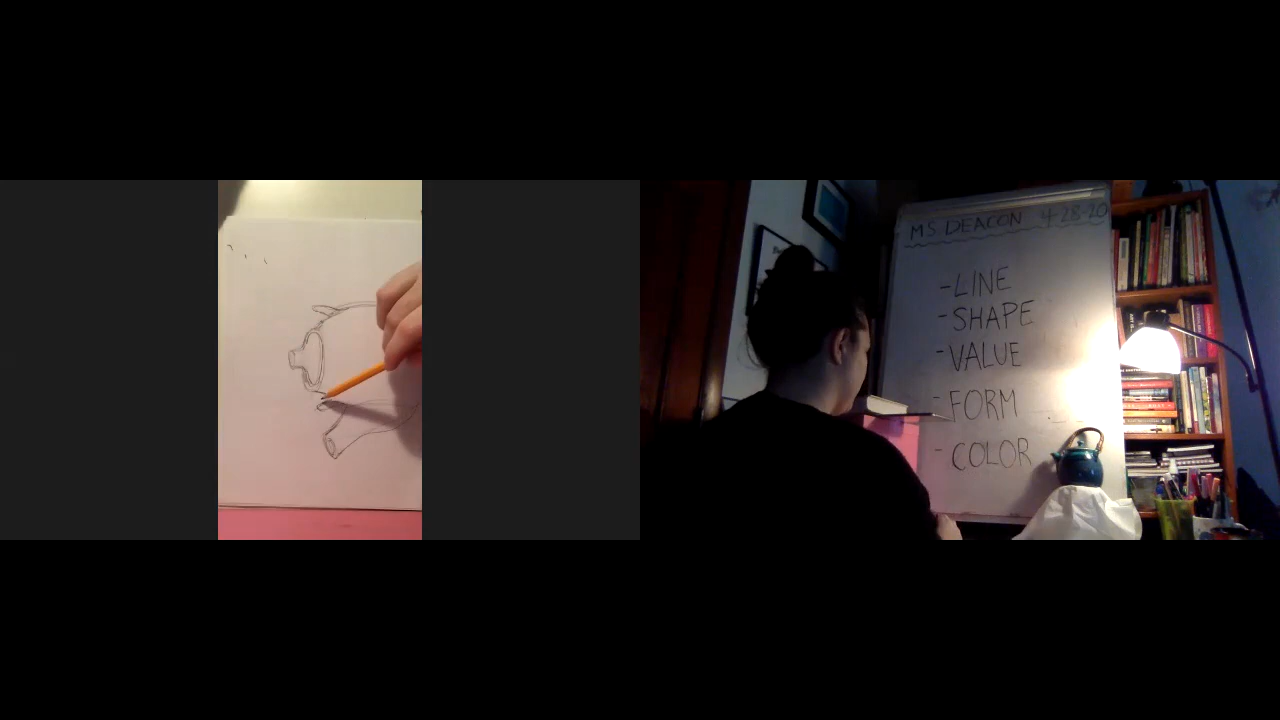 MS DEACON 4-28-20
-LINE
-SHAPE
-VALUE
-FORM
-COLOR